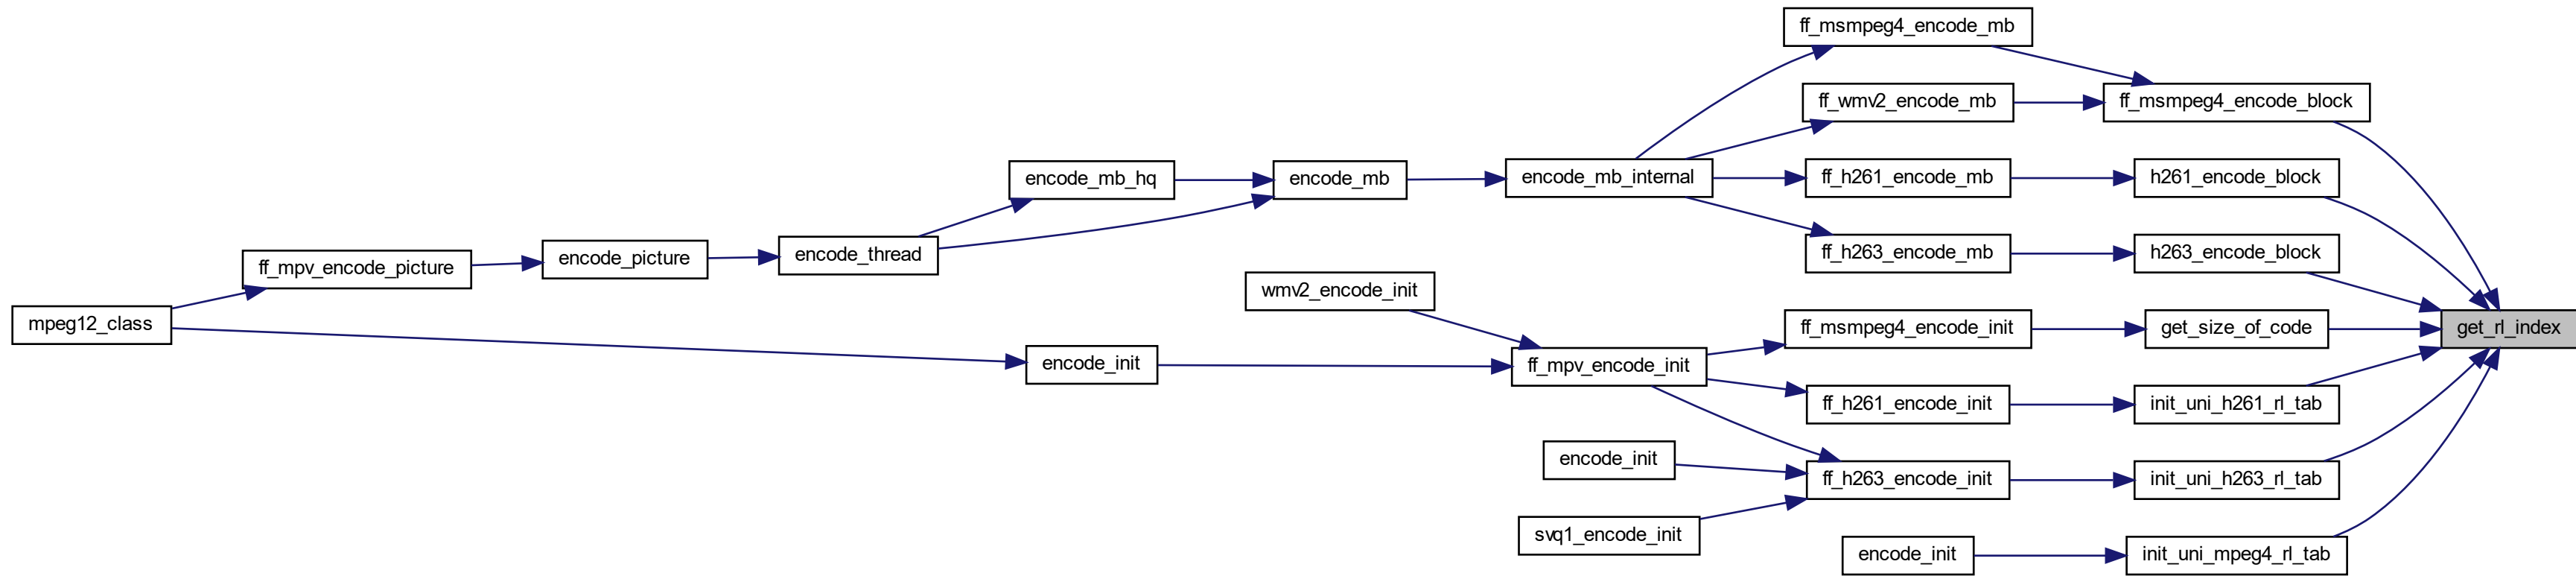 ff_msmpeg4_encode_mb
ff_wmv2_encode_mb
ff_msmpeg4_encode_block
encode_mb_hq
encode_mb
encode_mb_internal
ff_h261_encode_mb
h261_encode_block
ff_mpv_encode_picture
encode_picture
encode_thread
ff_h263_encode_mb
h263_encode_block
wmv2_encode_init
mpeg12_class
ff_msmpeg4_encode_init
get_size_of_code
get_rl_index
encode_init
ff_mpv_encode_init
ff_h261_encode_init
init_uni_h261_rl_tab
encode_init
ff_h263_encode_init
init_uni_h263_rl_tab
svq1_encode_init
encode_init
init_uni_mpeg4_rl_tab